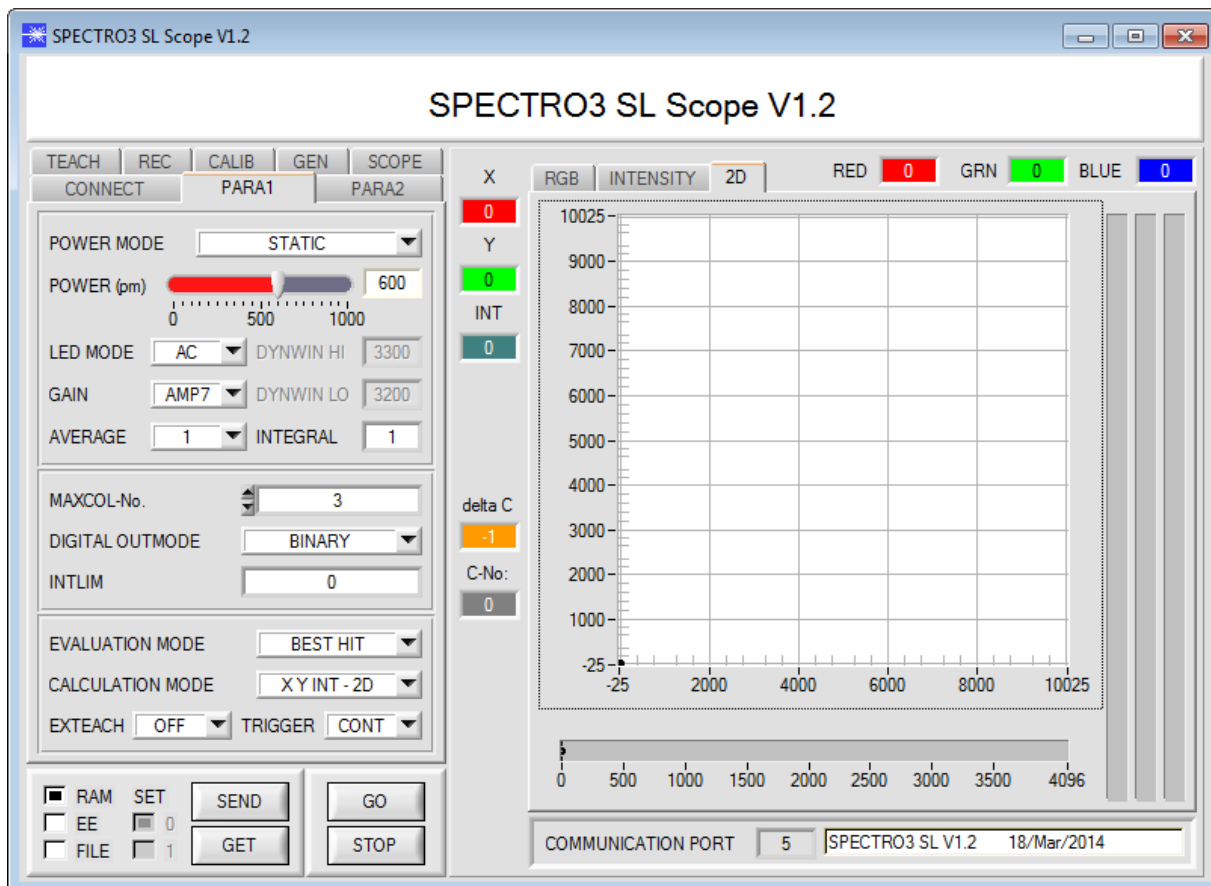 SPECTRO3 SL Scope V1.2
SPECTRO3 SL Scope V1.2
TEACH REC CALIB GEN SCOPE
CONNECT PARA1 PARA2
POWER MODE STATIC
POWER (pm) 600
0 500 1000
LED MODE AC DYNWIN HI 3300
GAIN AMP7 DYNWIN LO 3200
AVERAGE 1 INTEGRAL 1
MAXCOL-No. 3
DIGITAL OUTMODE BINARY
INTLIM 0
EVALUATION MODE BEST HIT
CALCULATION MODE X Y INT - 2D
EXTEACH OFF TRIGGER CONT
RAM SET SEND GO
EE 0
FILE 1 GET STOP
X
0
Y
0
INT
0
delta C
-1
C-No:
0
RGB INTENSITY 2D RED 0 GRN 0 BLUE 0
10025
9000
8000
7000
6000
5000
4000
3000
2000
1000
-25
-25 2000 4000 6000 8000 10025
0 500 1000 1500 2000 2500 3000 3500 4096
COMMUNICATION PORT 5 SPECTRO3 SL V1.2 18/Mar/2014